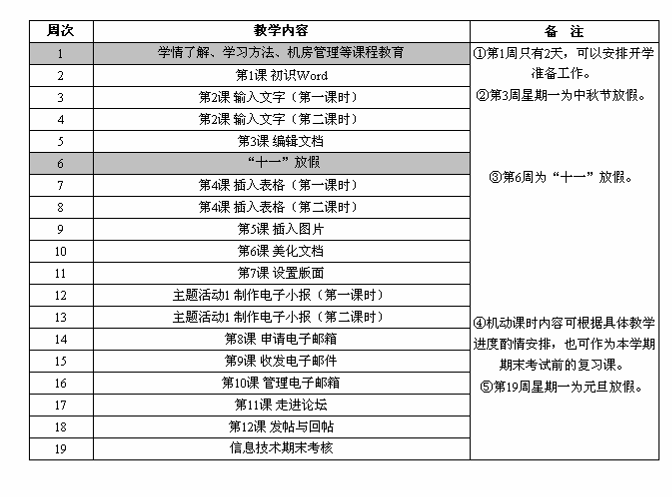 周次 教学内容 备 注
1 学情了解、学习方法、机房管理等课程教育
2 第1课 初识Word
3 第2课 输入文字（第一课时）
4 第2课 输入文字（第二课时）
5 第3课 编辑文档
6 “十一”放假
7 第4课 插入表格（第一课时）
8 第4课 插入表格（第二课时）
9 第5课 插入图片
10 第6课 美化文档
11 第7课 设置版面
12 主题活动1 制作电子小报（第一课时）
13 主题活动1 制作电子小报（第二课时）
14 第8课 申请电子邮箱
15 第9课 收发电子邮件
16 第10课 管理电子邮箱
17 第11课 走进论坛
18 第12课 发帖与回帖
19 信息技术期末考核
①第1周只有2天，可以安排开学
准备工作。
②第3周星期一为中秋节放假。
③第6周为“十一”放假。
④机动课时内容可根据具体教学
进度酌情安排，也可作为本学期
期末考试前的复习课。
⑤第19周星期一为元旦放假。